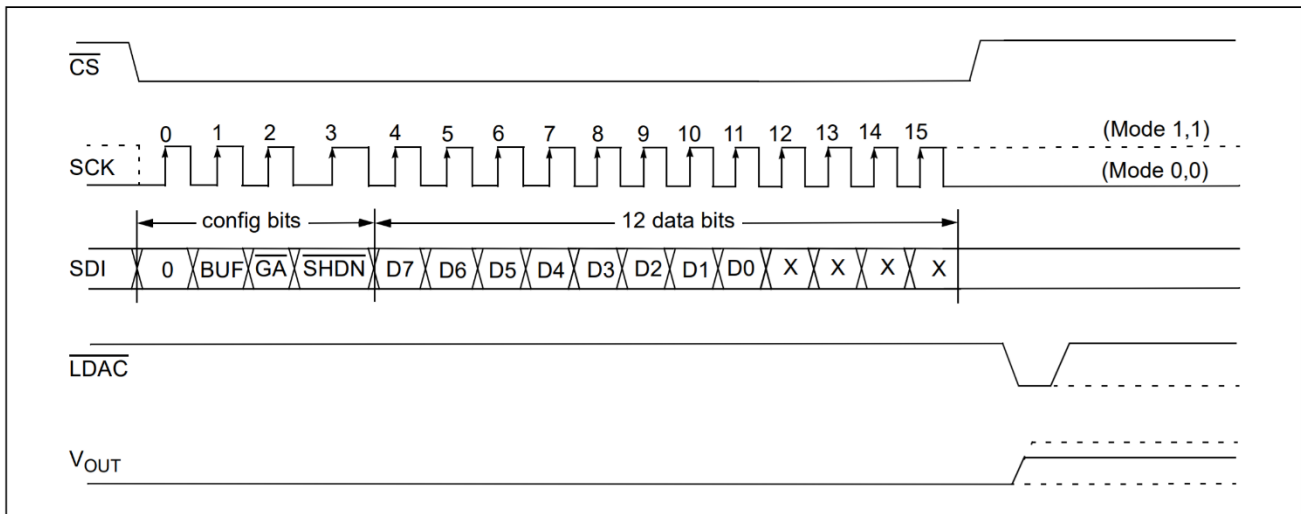 CS
0 1 2 3 4 5 6 7 8 9 10 11 12 13 14 15
(Mode 1,1)
SCK
(Mode 0,0)
config bits
12 data bits
SDI 0 BUF GA SHDN D7 D6 D5 D4 D3 D2 D1 D0 X X X X
LDAC
VOUT